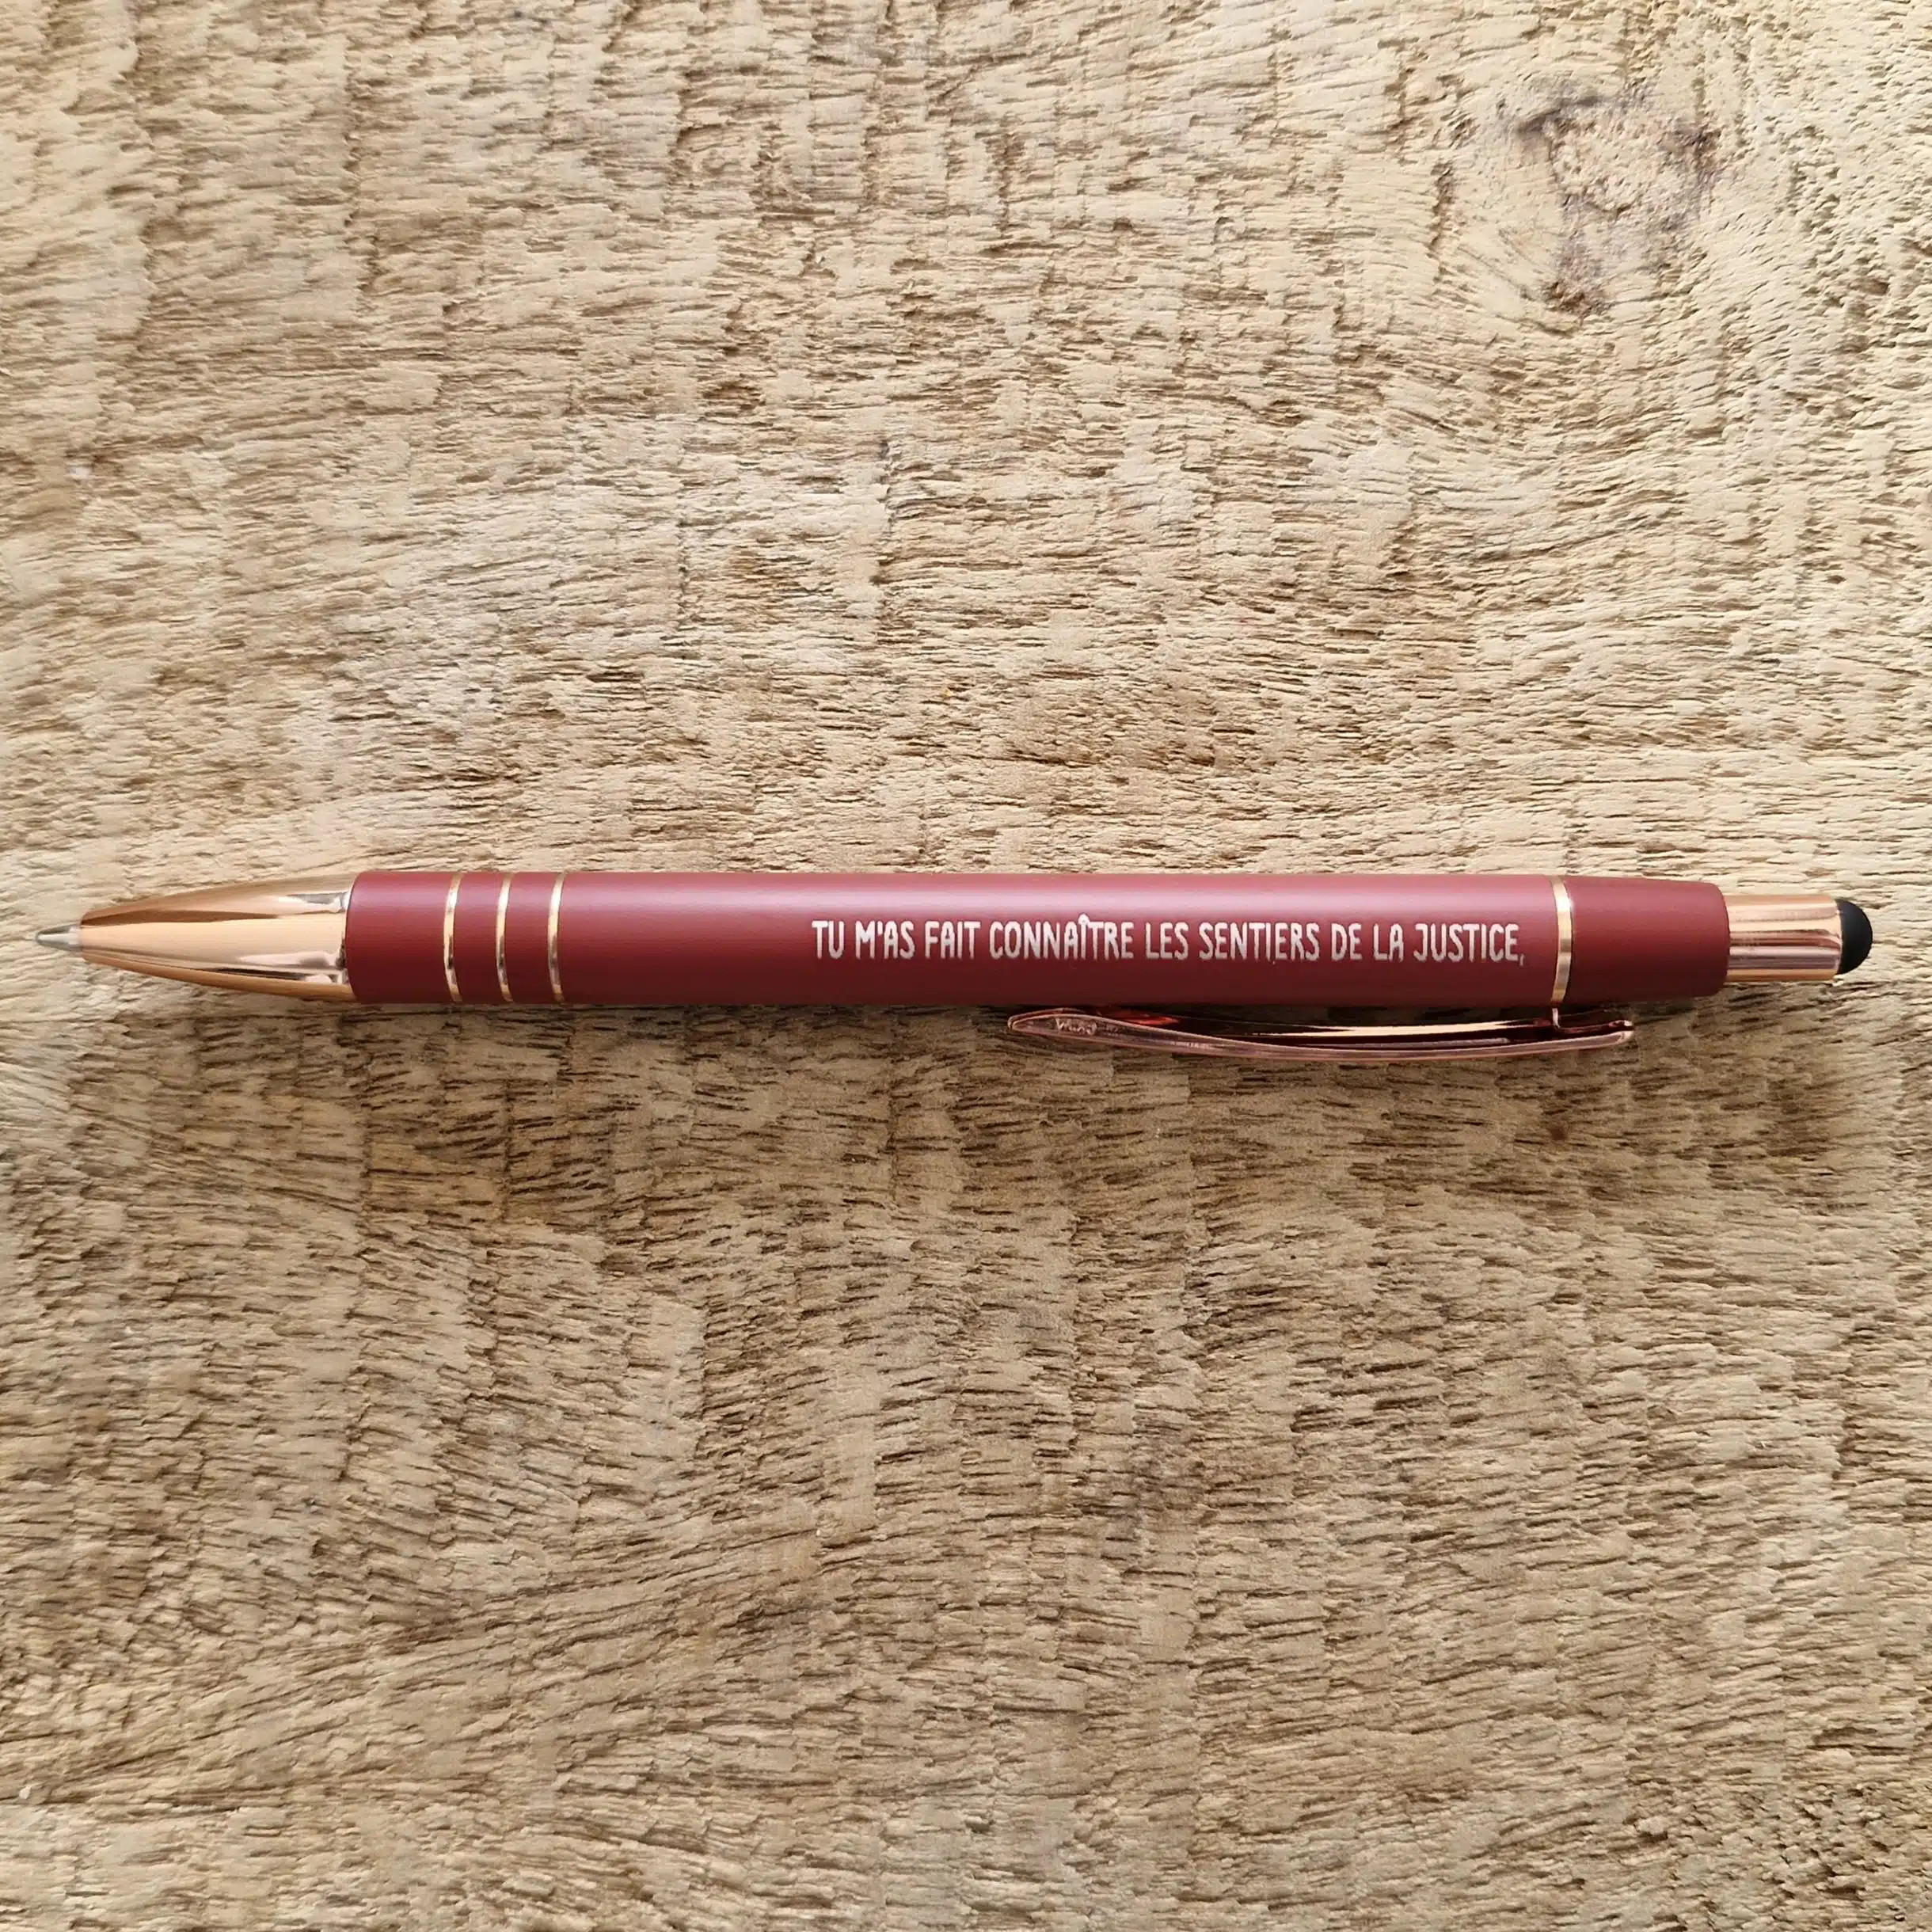 TU M'AS FAIT CONNAÎTRE LES SENTIERS DE LA JUSTICE,